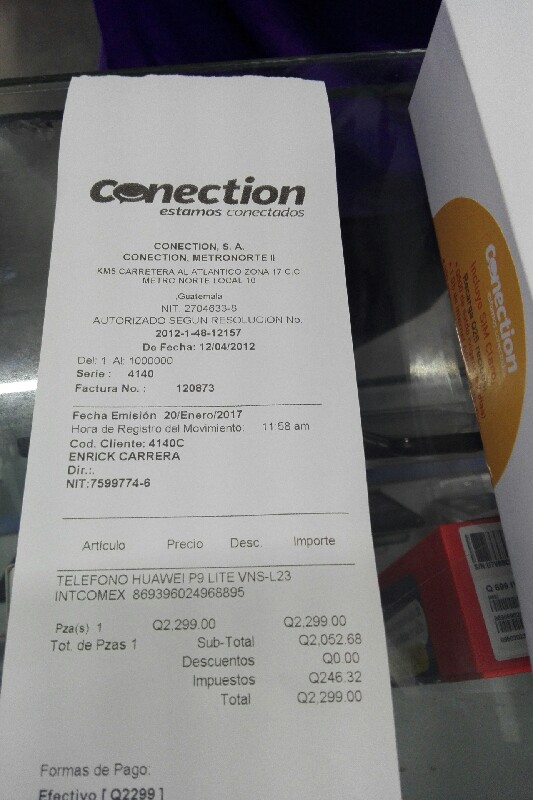 Conection
estamos conectados
CONECTION, S. A.
CONECTION, METRONORTE II
KM5 CARRETERA AL ATLANTICO ZONA 17 C.C
METRO NORTE LOCAL 10
,Guatemala
NIT: 2704633-8
AUTORIZADO SEGUN RESOLUCION No.
2012-1-48-12157
De Fecha: 12/04/2012
Del: 1 Al: 1000000
Serie : 4140
Factura No. : 120873
Fecha Emisión 20/Enero/2017
Hora de Registro del Movimiento: 11:58 am
Cod. Cliente: 4140C
ENRICK CARRERA
Dir.:.
NIT:7599774-6
Artículo Precio Desc. Importe
TELEFONO HUAWEI P9 LITE VNS-L23
INTCOMEX 869396024968895
Pza(s) 1 Q2,299.00 Q2,299.00
Tot. de Pzas 1 Sub-Total Q2,052.68
Descuentos Q0.00
Impuestos Q246.32
Total Q2,299.00
Formas de Pago:
Efectivo [ Q2299 ]
Conection